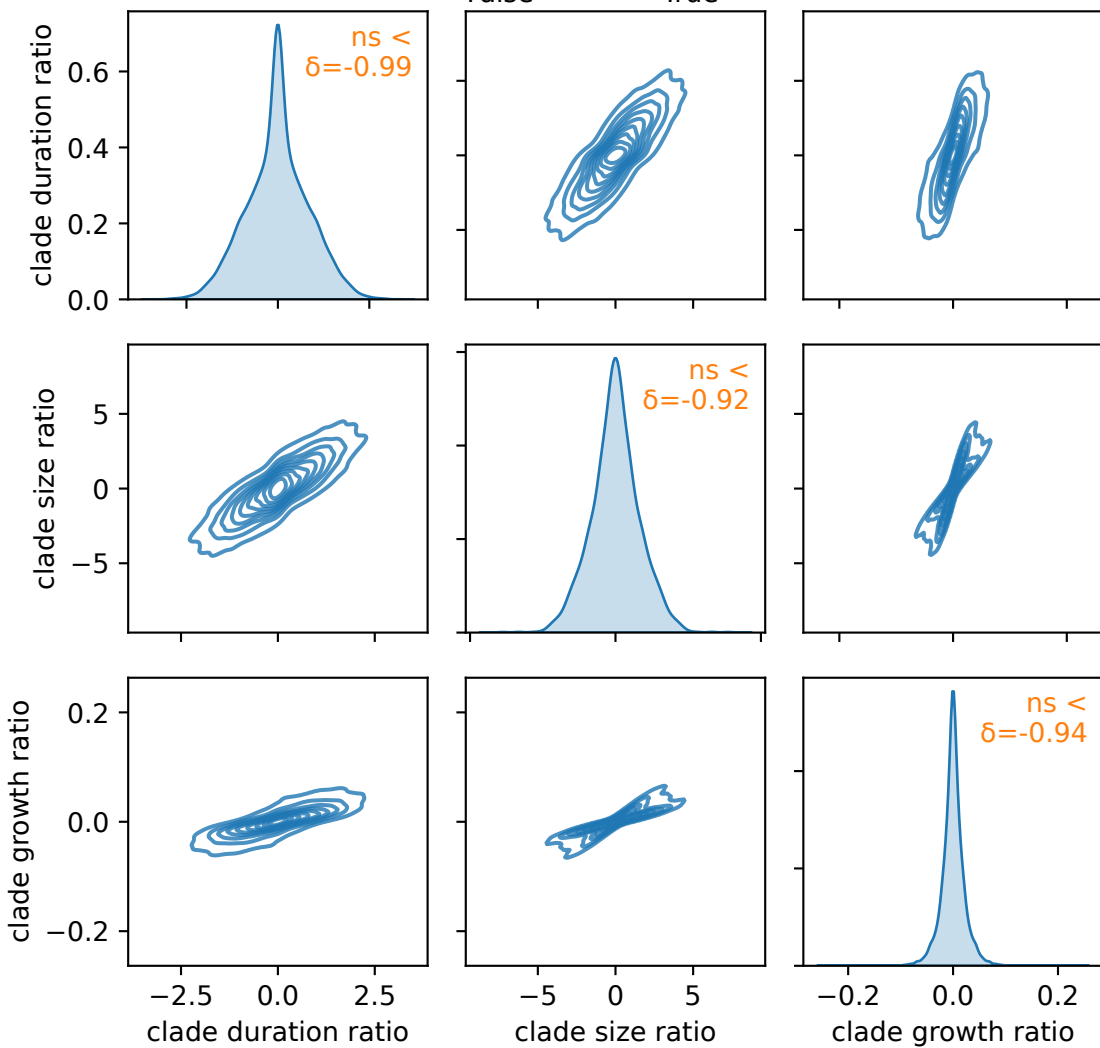 True
ns <
δ=-0.99
clade duration ratio
0.6
0.4
0.2
0.0
ns <
δ=-0.92
clade size ratio
5
0
−5
ns <
δ=-0.94
clade growth ratio
0.2
0.0
−0.2
−2.5 0.0 2.5 −5 0 5 −0.2 0.0 0.2
clade duration ratio clade size ratio clade growth ratio